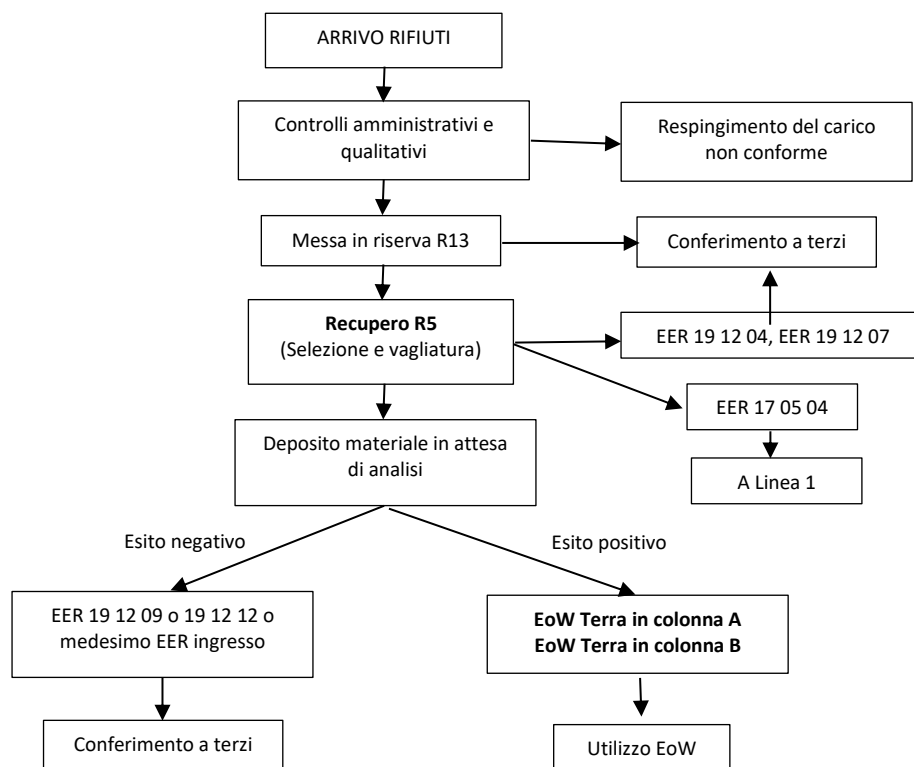 ARRIVO RIFIUTI
Controlli amministrativi e
qualitativi
Respingimento del carico
non conforme
Messa in riserva R13
Conferimento a terzi
Recupero R5
(Selezione e vagliatura)
EER 19 12 04, EER 19 12 07
EER 17 05 04
A Linea 1
Deposito materiale in attesa
di analisi
Esito negativo
Esito positivo
EER 19 12 09 o 19 12 12 o
medesimo EER ingresso
EoW Terra in colonna A
EoW Terra in colonna B
Conferimento a terzi
Utilizzo EoW